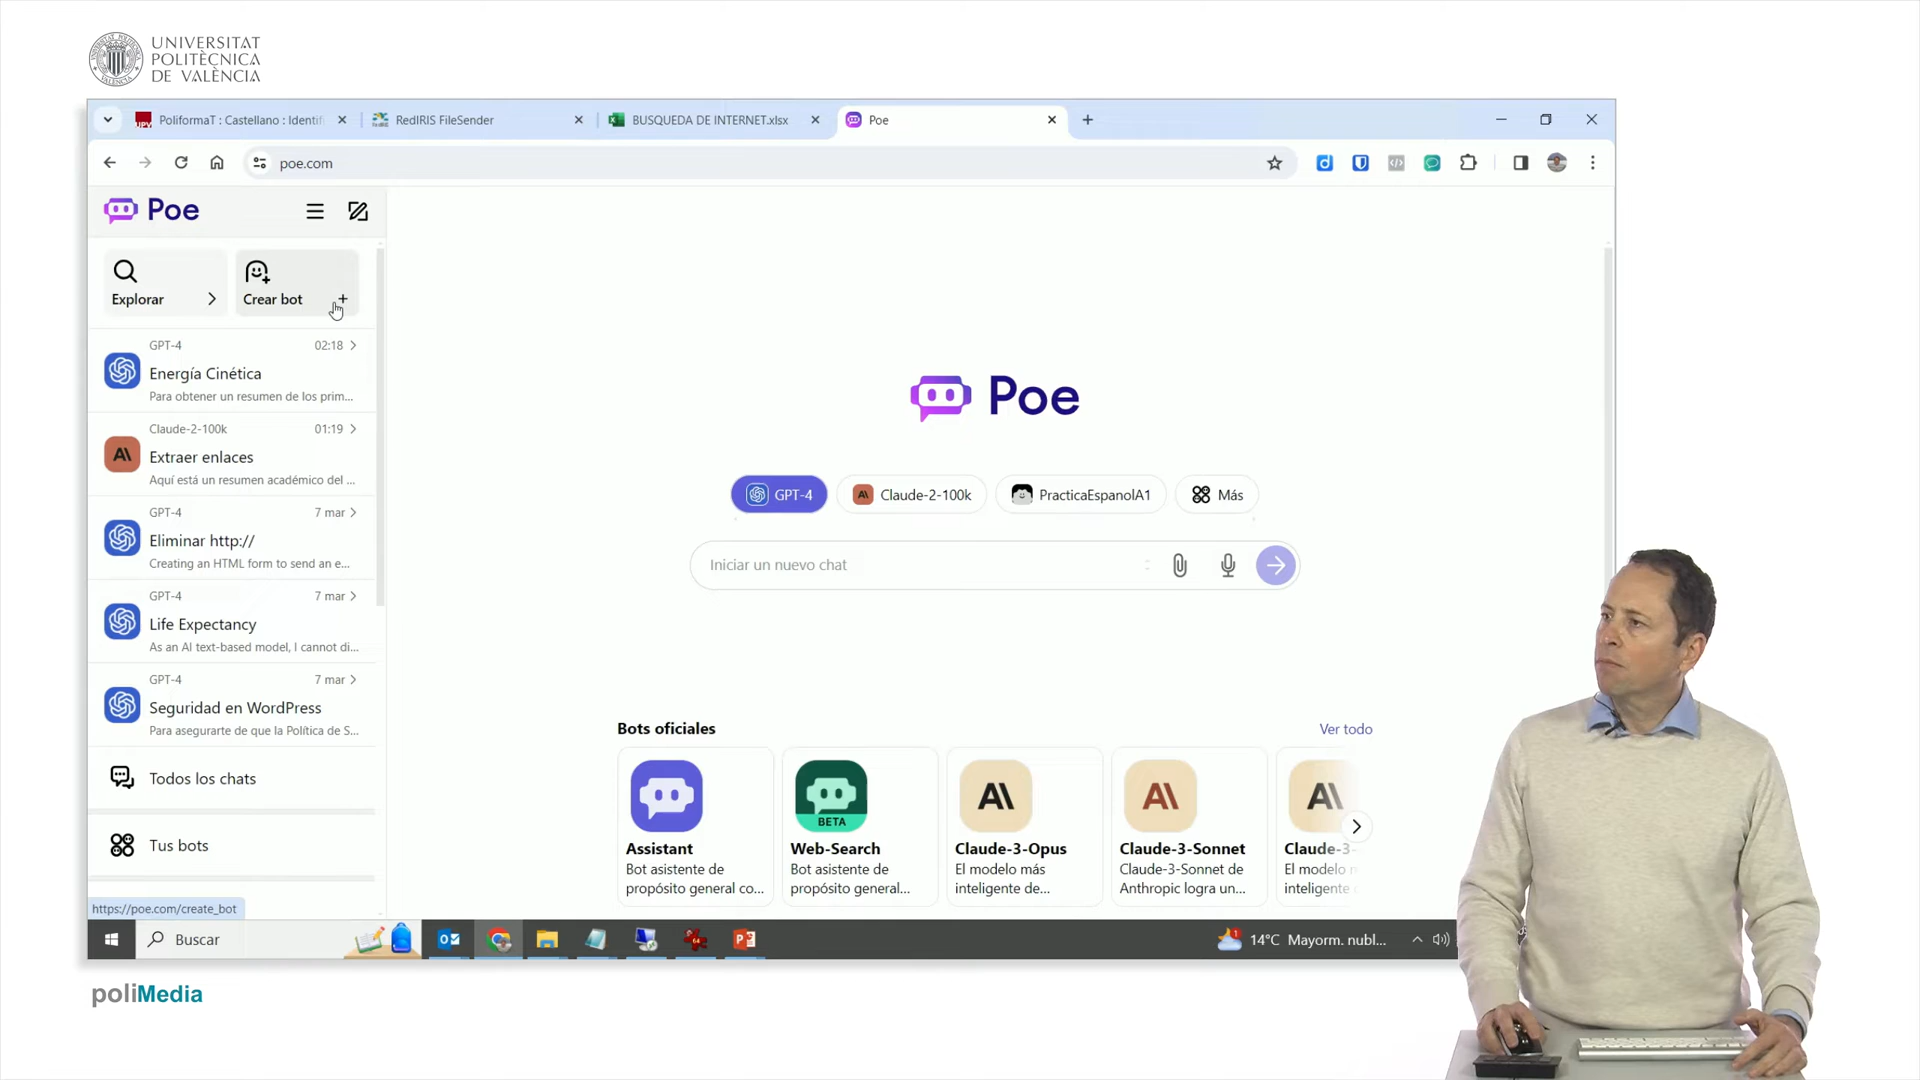 UNIVERSITAT
POLITÈCNICA
DE VALÈNCIA
PoliformaT : Castellano : Identifi
RedIRIS FileSender
BUSQUEDA DE INTERNET.xlsx
Poe
poe.com
Poe
Explorar
Crear bot
GPT-4 02:18
Energía Cinética
Para obtener un resumen de los prim...
Claude-2-100k 01:19
Extraer enlaces
Aquí está un resumen académico del ...
GPT-4 7 mar
Eliminar http://
Creating an HTML form to send an e...
GPT-4 7 mar
Life Expectancy
As an AI text-based model, I cannot di...
GPT-4 7 mar
Seguridad en WordPress
Para asegurarte de que la Política de S...
Todos los chats
Tus bots
https://poe.com/create_bot
Poe
GPT-4
Claude-2-100k
PracticaEspanolA1
Más
Iniciar un nuevo chat
Bots oficiales
Ver todo
BETA
Assistant
Bot asistente de
propósito general co...
Web-Search
Bot asistente de
propósito general...
Claude-3-Opus
El modelo más
inteligente de...
Claude-3-Sonnet
Claude-3-Sonnet de
Anthropic logra un...
Claude-3-
El modelo
inteligente
Buscar
14°C Mayorm. nubl...
poliMedia